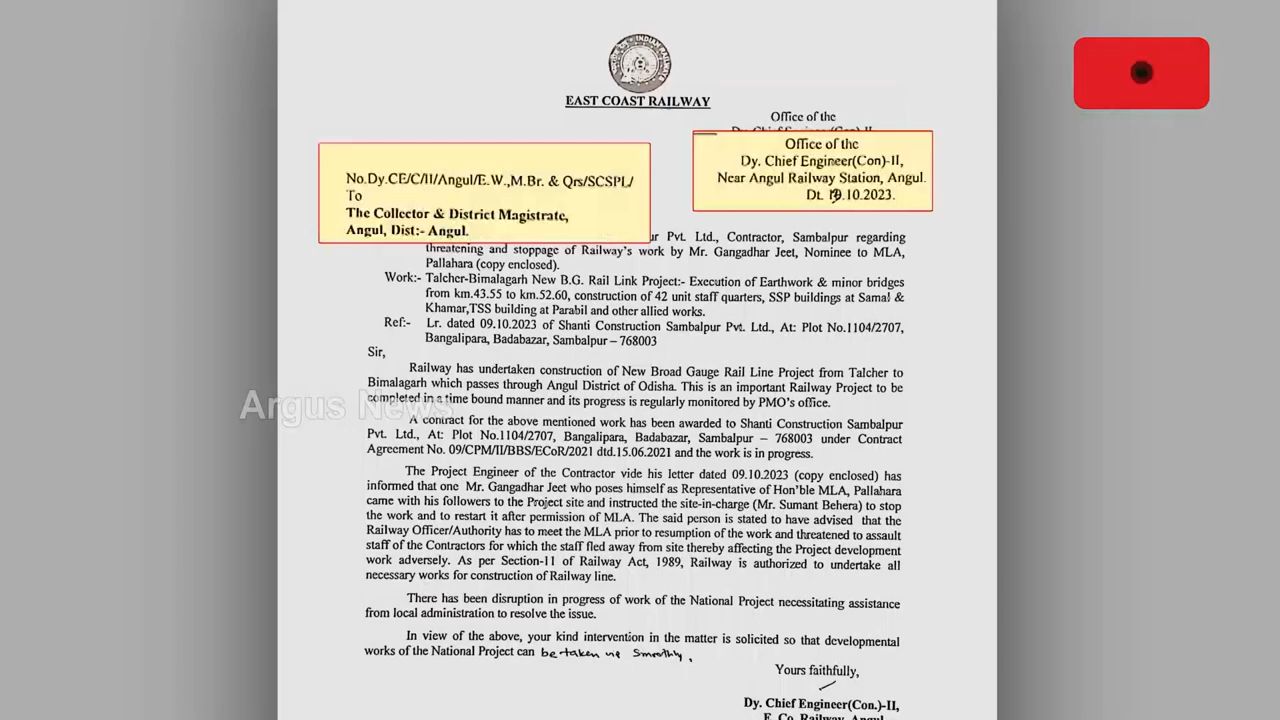 EAST COAST RAILWAY
Office of the
Office of the
Dy. Chief Engineer(Con)-II,
Near Angul Railway Station, Angul.
Dt. .10.2023.
No.Dy.CE/C/II/Angul/E.W.,M.Br. & Qrs/SCSPL/
To
The Collector & District Magistrate,
Angul, Dist:- Angul.
Pvt. Ltd., Contractor, Sambalpur regarding
threatening and stoppage of Railway's work by Mr. Gangadhar Jeet, Nominee to MLA,
Pallahara (copy enclosed).
Work:- Talcher-Bimalagarh New B.G. Rail Link Project:- Execution of Earthwork & minor bridges
from km.43.55 to km.52.60, construction of 42 unit staff quarters, SSP buildings at Samal &
Khamar,TSS building at Parabil and other allied works.
Ref:- Lr. dated 09.10.2023 of Shanti Construction Sambalpur Pvt. Ltd., At: Plot No.1104/2707,
Bangalipara, Badabazar, Sambalpur – 768003
Sir,
Railway has undertaken construction of New Broad Gauge Rail Line Project from Talcher to
Bimalagarh which passes through Angul District of Odisha. This is an important Railway Project to be
completed in a time bound manner and its progress is regularly monitored by PMO's office.
Argus News
A contract for the above mentioned work has been awarded to Shanti Construction Sambalpur
Pvt. Ltd., At: Plot No.1104/2707, Bangalipara, Badabazar, Sambalpur – 768003 under Contract
Agreement No. 09/CPM/II/BBS/ECoR/2021 dtd.15.06.2021 and the work is in progress.
The Project Engineer of the Contractor vide his letter dated 09.10.2023 (copy enclosed) has
informed that one Mr. Gangadhar Jeet who poses himself as Representative of Hon'ble MLA, Pallahara
came with his followers to the Project site and instructed the site-in-charge (Mr. Sumant Behera) to stop
the work and to restart it after permission of MLA. The said person is stated to have advised that the
Railway Officer/Authority has to meet the MLA prior to resumption of the work and threatened to assault
staff of the Contractors for which the staff fled away from site thereby affecting the Project development
work adversely. As per Section-11 of Railway Act, 1989, Railway is authorized to undertake all
necessary works for construction of Railway line.
There has been disruption in progress of work of the National Project necessitating assistance
from local administration to resolve the issue.
In view of the above, your kind intervention in the matter is solicited so that developmental
works of the National Project can be taken up smoothly.
Yours faithfully,
Dy. Chief Engineer(Con.)-II,
E. Co. Railway, Angul